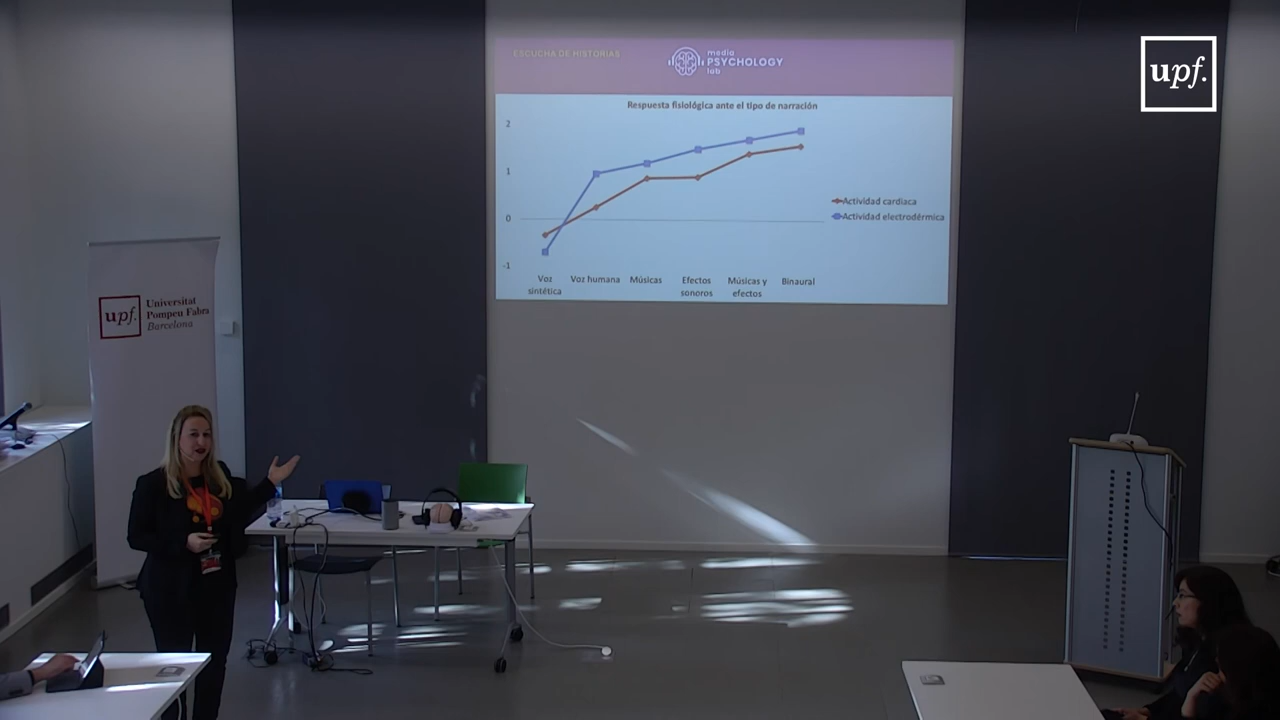 ESCUCHA DE HISTORIAS
media
PSYCHOLOGY
lab
upf.
Respuesta fisiológica ante el tipo de narración
2
1
0
-1
Actividad cardiaca
Actividad electrodérmica
Voz sintética
Voz humana
Músicas
Efectos sonoros
Músicas y efectos
Binaural
upf.
Universitat
Pompeu Fabra
Barcelona